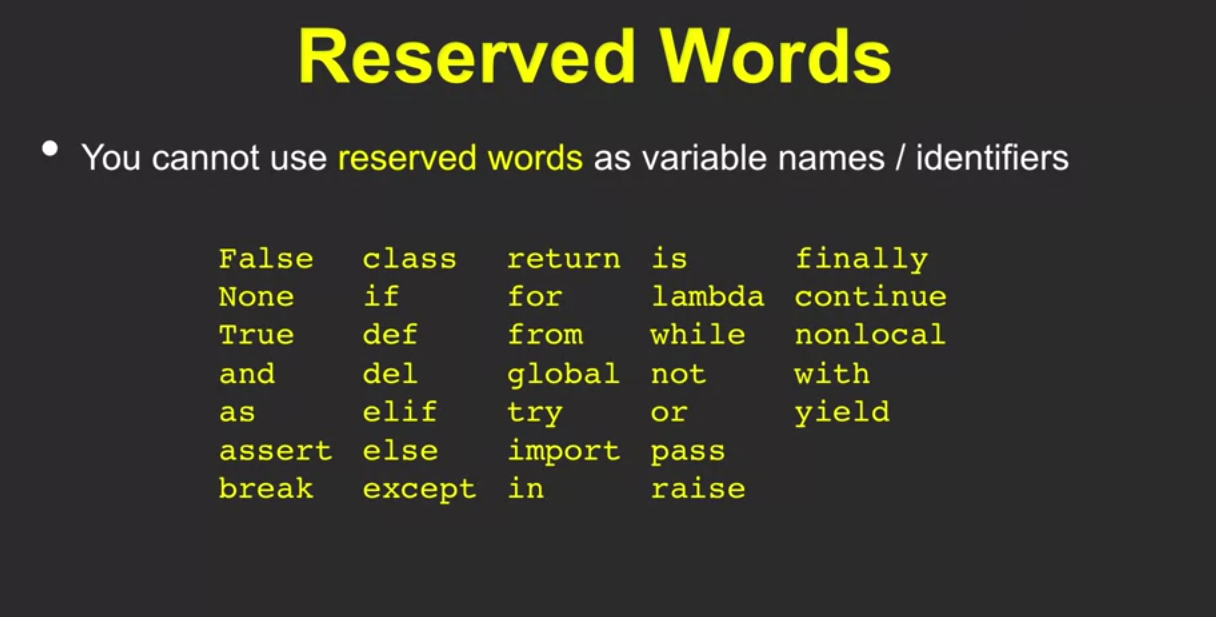 Reserved Words
• You cannot use reserved words as variable names / identifiers
False class return is finally
None if for lambda continue
True def from while nonlocal
and del global not with
as elif try or yield
assert else import pass
break except in raise